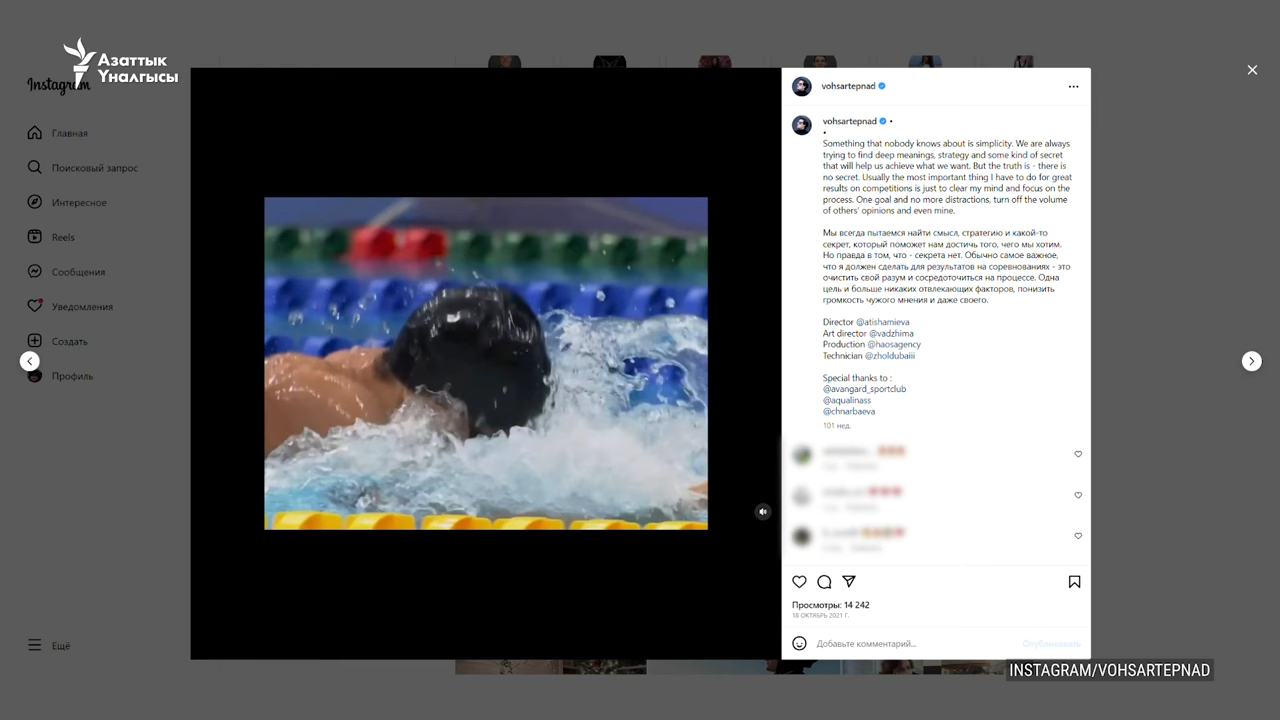 Азаттык
Үналгысы
Instagram
Главная
Поисковый запрос
Интересное
Reels
Сообщения
Уведомления
Создать
Профиль
Ещё
vohsartepnad
vohsartepnad •
•
Something that nobody knows about is simplicity. We are always
trying to find deep meanings, strategy and some kind of secret
that will help us achieve what we want. But the truth is - there is
no secret. Usually the most important thing I have to do for great
results on competitions is just to clear my mind and focus on the
process. One goal and no more distractions, turn off the volume
of others' opinions and even mine.
Мы всегда пытаемся найти смысл, стратегию и какой-то
секрет, который поможет нам достичь того, чего мы хотим.
Но правда в том, что - секрета нет. Обычно самое важное,
что я должен сделать для результатов на соревнованиях - это
очистить свой разум и сосредоточиться на процессе. Одна
цель и больше никаких отвлекающих факторов, понизить
громкость чужого мнения и даже своего.
Director @atishamieva
Art director @vadzhima
Production @haosagency
Technician @zholdubaiii
Special thanks to :
@avangard_sportclub
@aqualinass
@chnarbaeva
101 нед.
Просмотры: 14 242
18 ОКТЯБРЬ 2021 Г.
Добавьте комментарий...
Опубликовать
INSTAGRAM/VOHSARTEPNAD